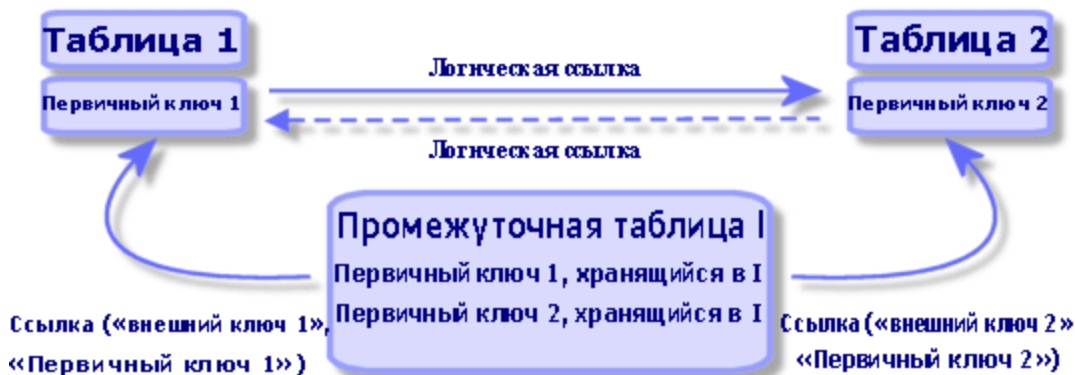 Таблица 1
Таблица 2
Логическая ссылка
Первичный ключ 1
Первичный ключ 2
Логическая ссылка
Промежуточная таблица I
Первичный ключ 1, хранящийся в I
Первичный ключ 2, хранящийся в I
Ссылка («внешний ключ 1»,
«Первичный ключ 1»)
Ссылка («внешний ключ 2»
«Первичный ключ 2»)